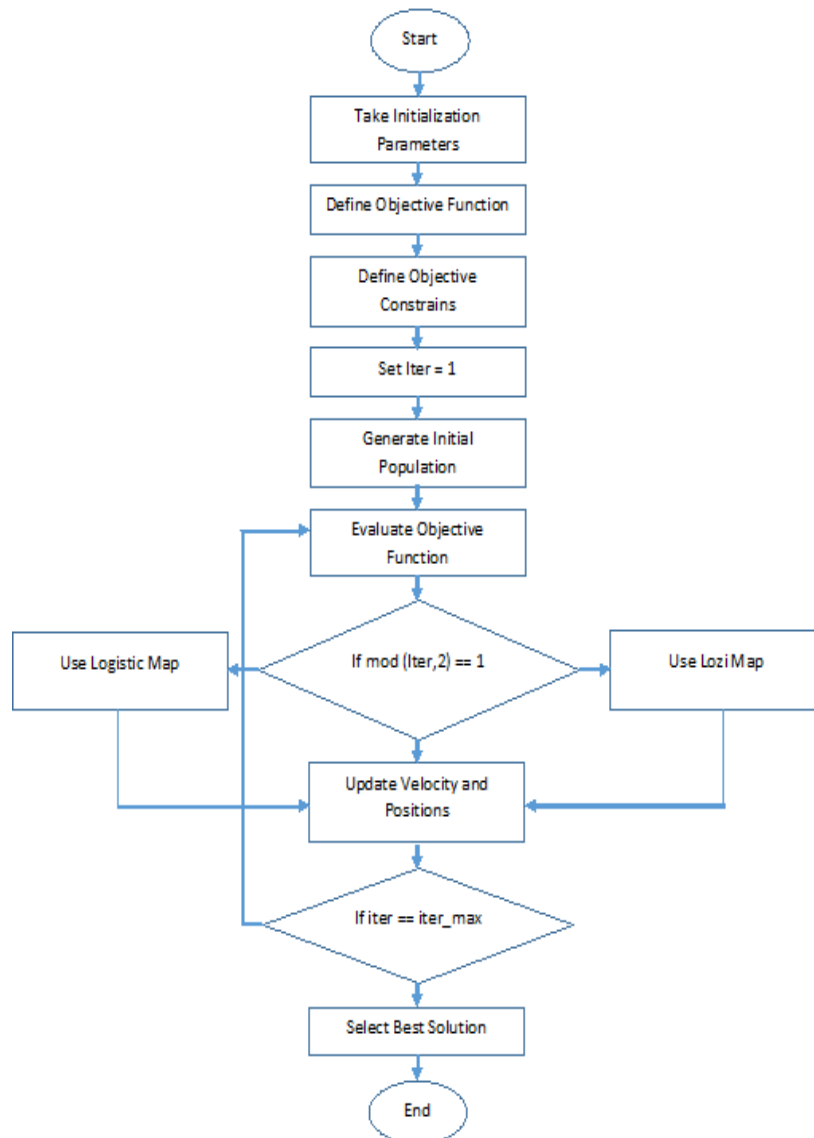 Start
Take Initialization
Parameters
Define Objective Function
Define Objective
Constrains
Set Iter = 1
Generate Initial
Population
Evaluate Objective
Function
If mod (Iter,2) == 1
Use Logistic Map
Use Lozi Map
Update Velocity and
Positions
If iter == iter_max
Select Best Solution
End